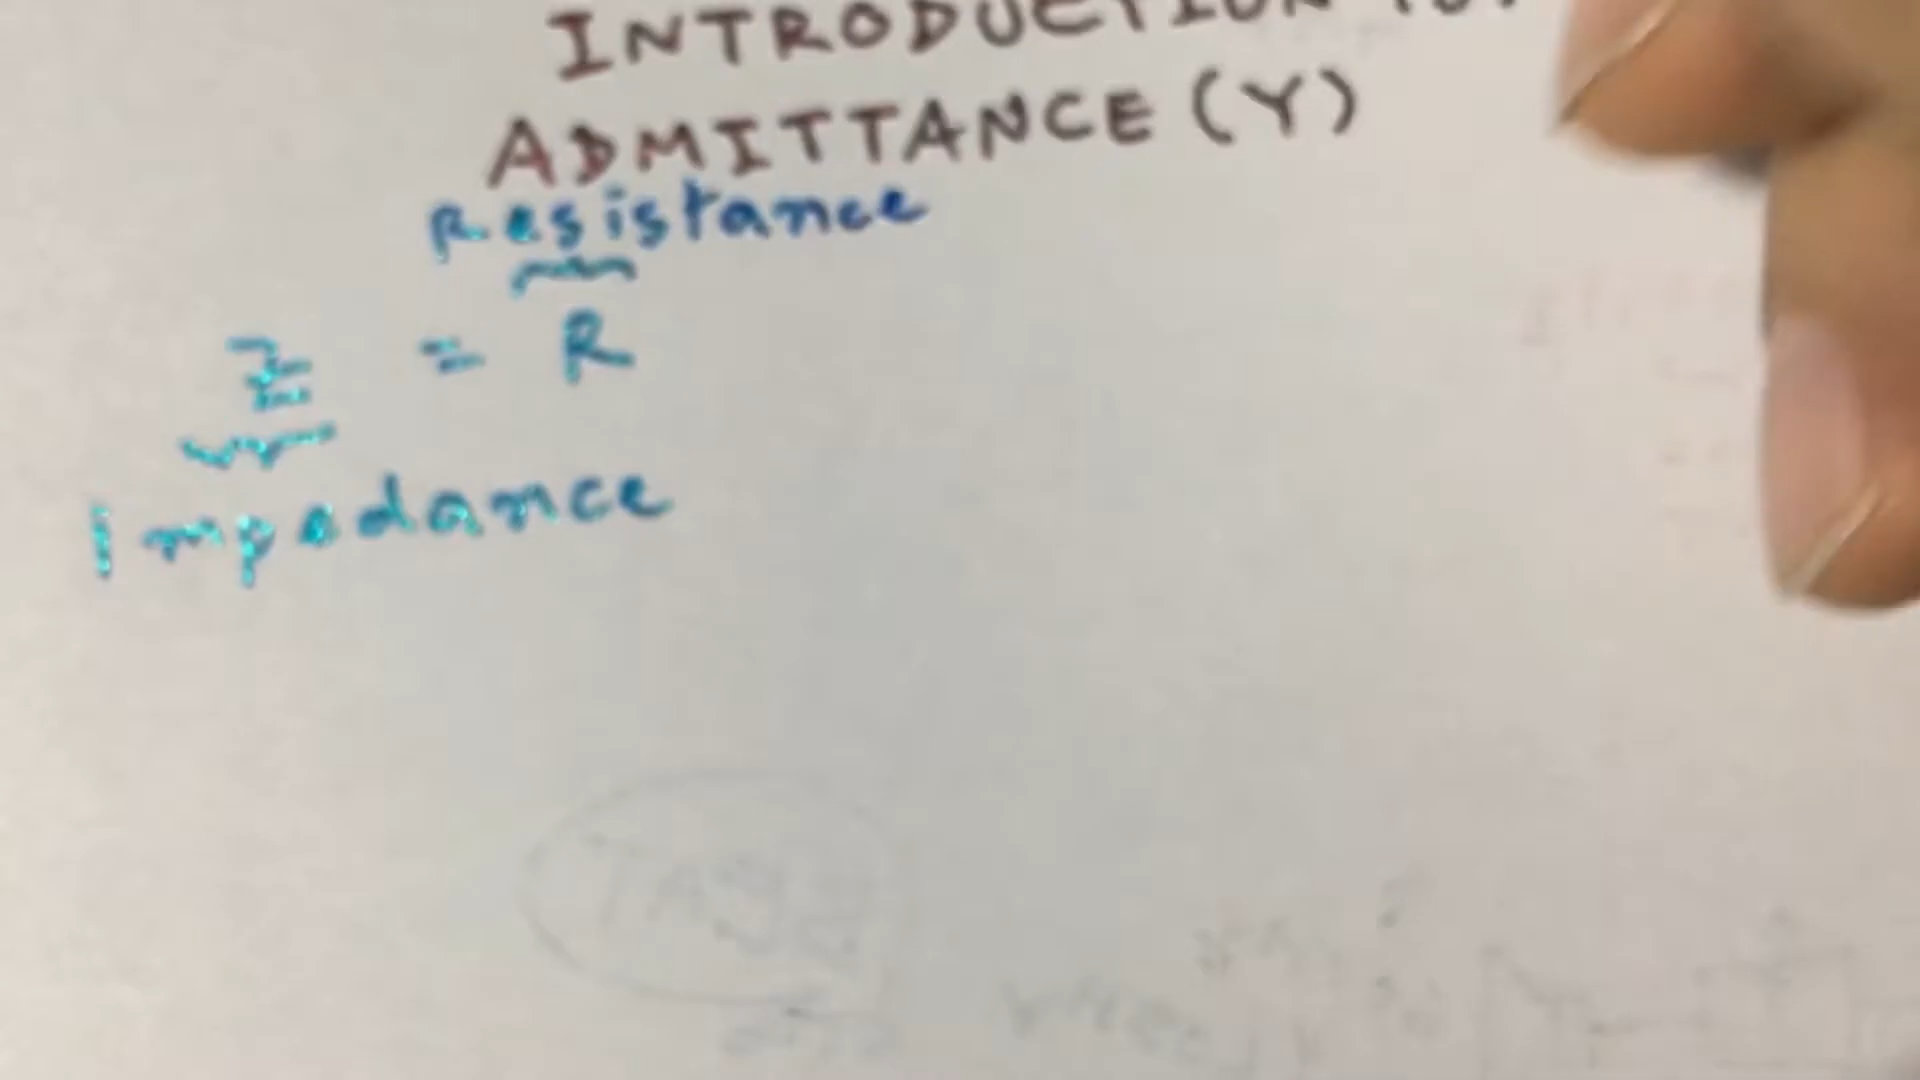 INTRODUCTION TO
ADMITTANCE (Y)
Resistance
Z = R
Impedance